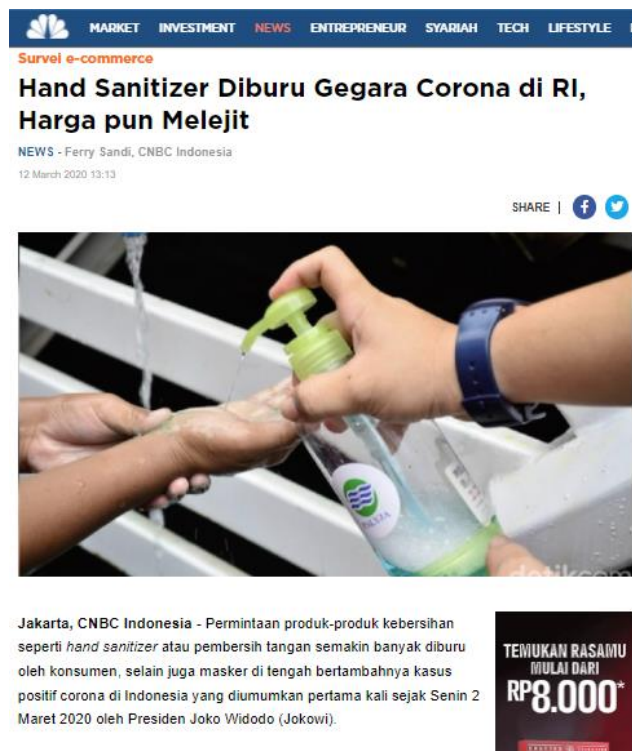 MARKET INVESTMENT NEWS ENTREPRENEUR SYARIAH TECH LIFESTYLE
Survei e-commerce
Hand Sanitizer Diburu Gegara Corona di RI,
Harga pun Melejit
NEWS - Ferry Sandi, CNBC Indonesia
12 March 2020 13:13
SHARE |
detikcom
Jakarta, CNBC Indonesia - Permintaan produk-produk kebersihan
seperti hand sanitizer atau pembersih tangan semakin banyak diburu
oleh konsumen, selain juga masker di tengah bertambahnya kasus
positif corona di Indonesia yang diumumkan pertama kali sejak Senin 2
Maret 2020 oleh Presiden Joko Widodo (Jokowi).
TEMUKAN RASAMU
MULAI DARI
RP8.000*